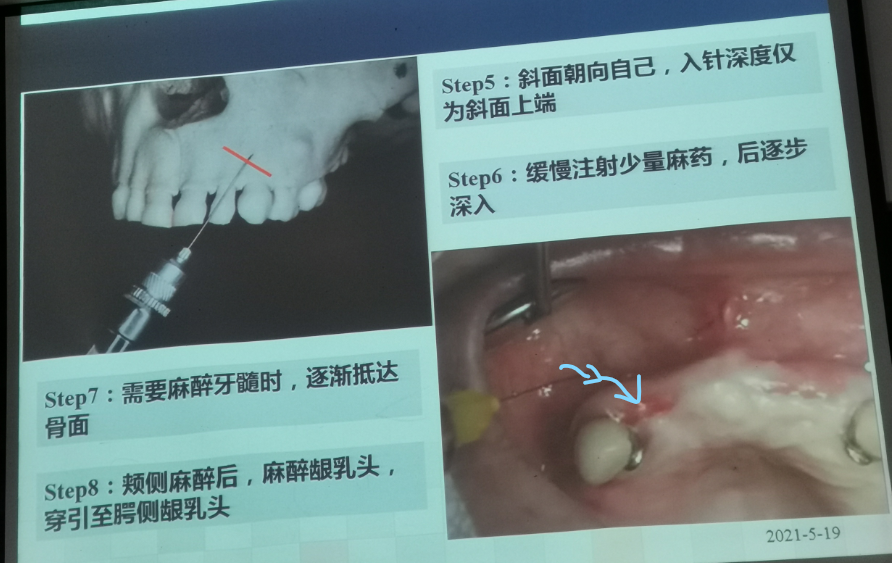 Step5：斜面朝向自己，入针深度仅
为斜面上端
Step6：缓慢注射少量麻药，后逐步
深入
Step7：需要麻醉牙髓时，逐渐抵达
骨面
Step8：颊侧麻醉后，麻醉龈乳头，
穿引至腭侧龈乳头
2021-5-19